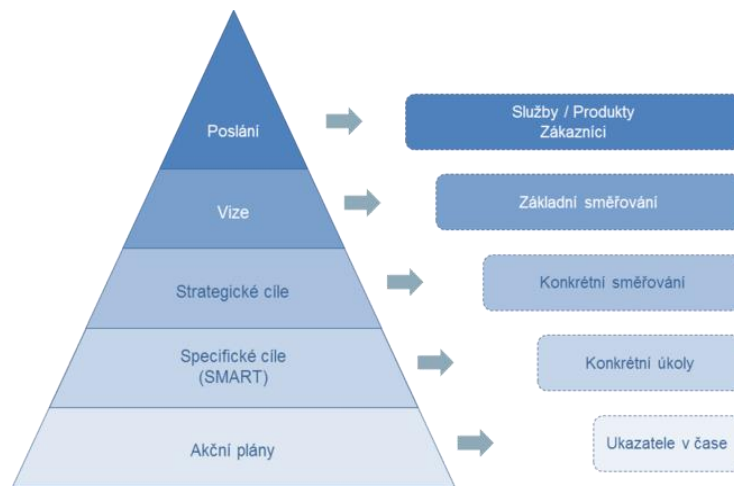 Poslání
Služby / Produkty
Zákazníci
Vize
Základní směřování
Strategické cíle
Konkrétní směřování
Specifické cíle
(SMART)
Konkrétní úkoly
Akční plány
Ukazatele v čase